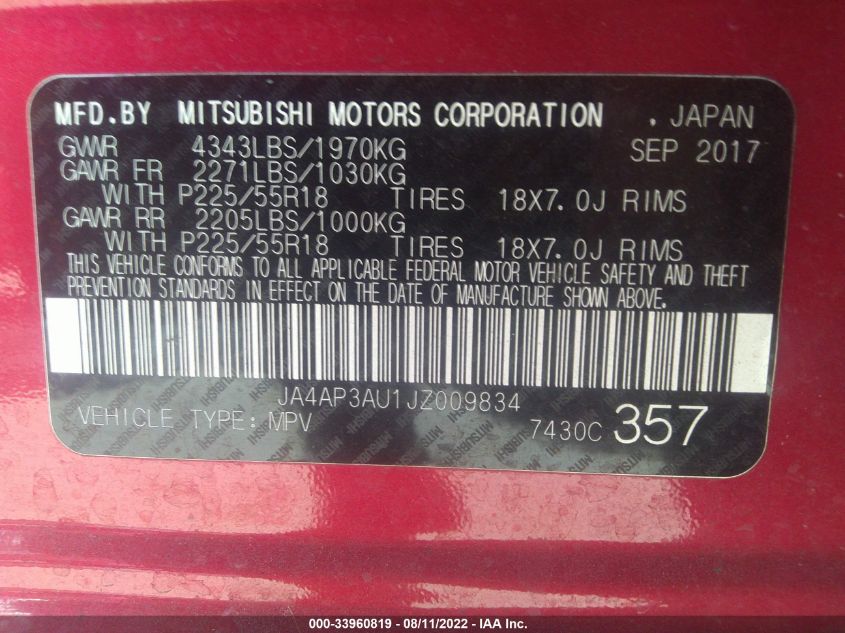 MFD.BY MITSUBISHI MOTORS CORPORATION . JAPAN
GVWR 4343LBS/1970KG SEP 2017
GAWR FR 2271LBS/1030KG
WITH P225/55R18 TIRES 18X7.0J RIMS
GAWR RR 2205LBS/1000KG
WITH P225/55R18 TIRES 18X7.0J RIMS
THIS VEHICLE CONFORMS TO ALL APPLICABLE FEDERAL MOTOR VEHICLE SAFETY AND THEFT
PREVENTION STANDARDS IN EFFECT ON THE DATE OF MANUFACTURE SHOWN ABOVE.
JA4AP3AU1JZ009834
VEHICLE TYPE:MPV 7430C 357
000-33960819 - 08/11/2022 - IAA Inc.